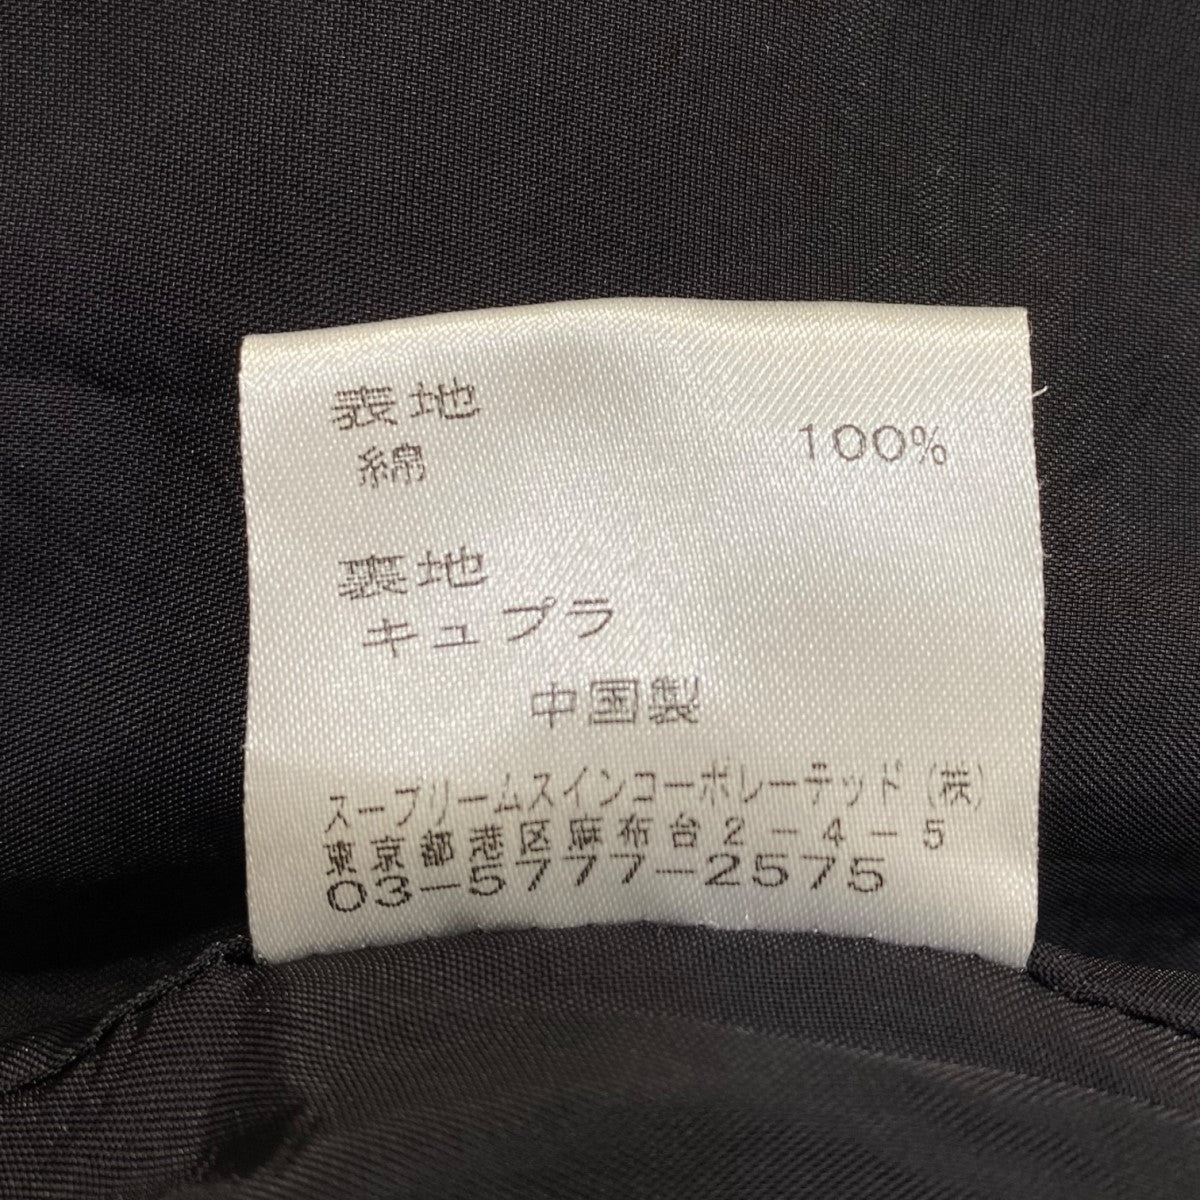 表地
綿 100%
裏地
キュプラ
中国製
スープリームスインコーポレーテッド(株)
東京都港区麻布台2-4-5
03-5777-2575